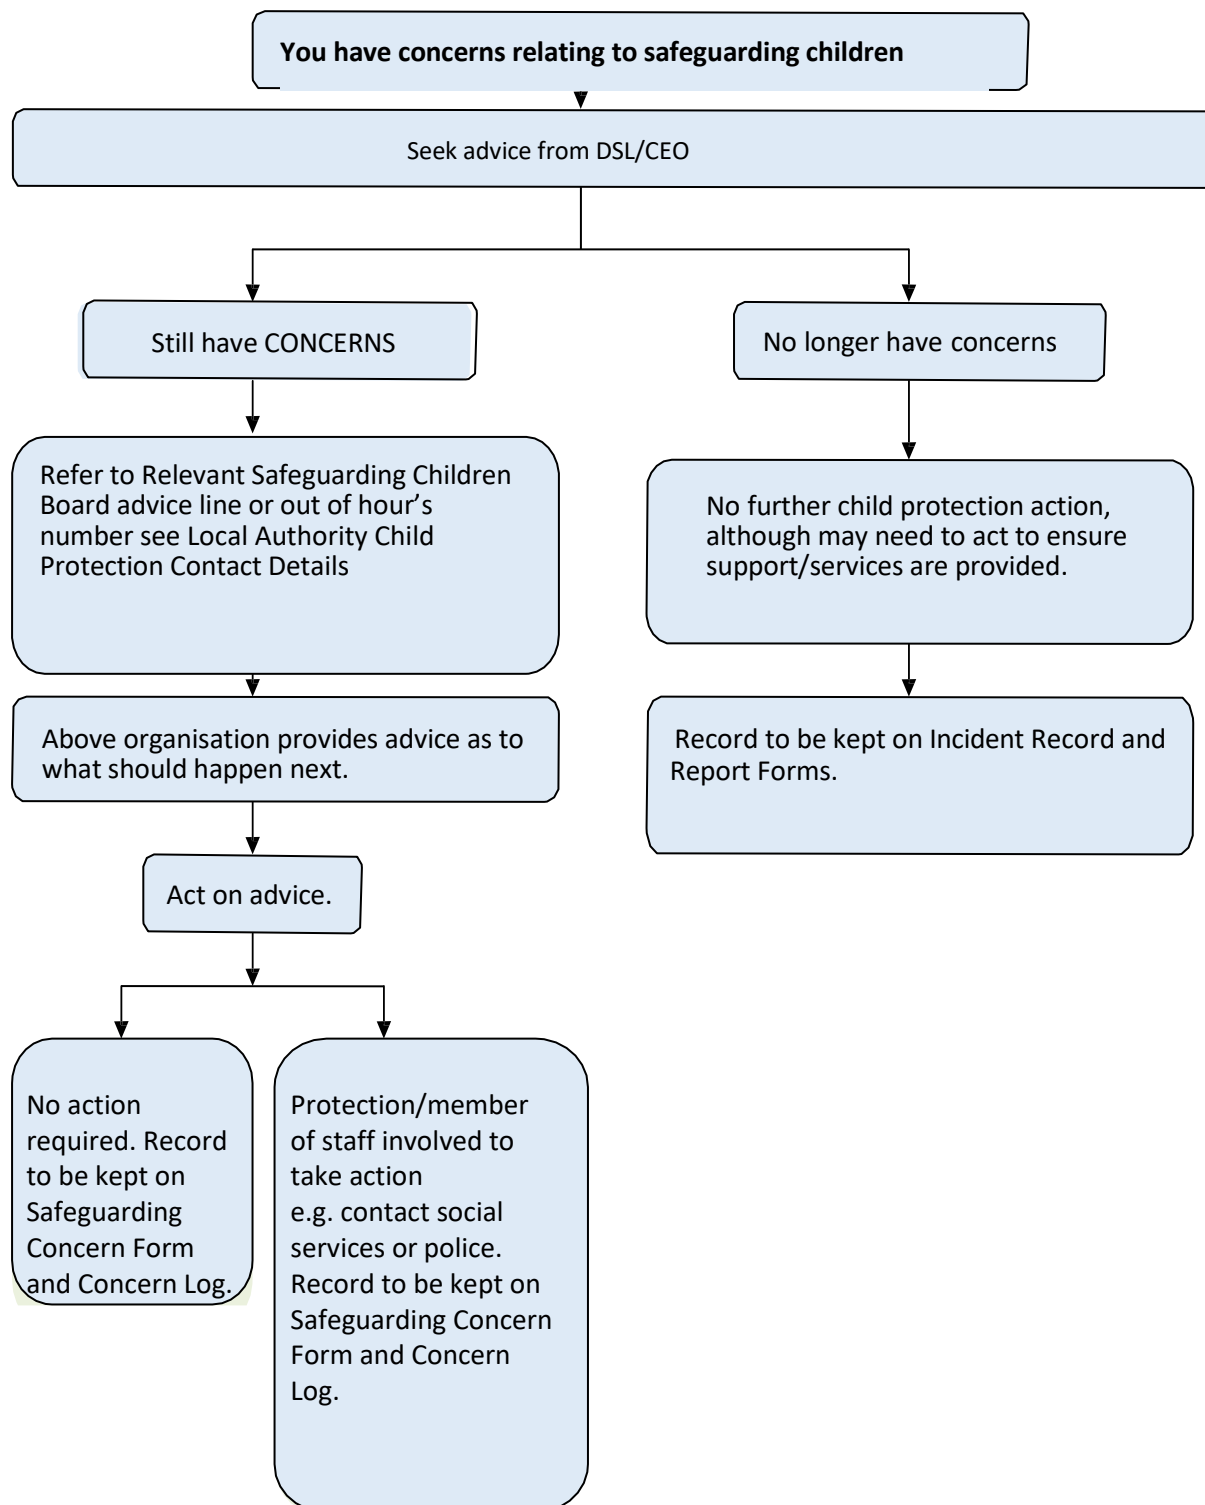 You have concerns relating to safeguarding children
Seek advice from DSL/CEO
Still have CONCERNS
No longer have concerns
Refer to Relevant Safeguarding Children
Board advice line or out of hour’s
number see Local Authority Child
Protection Contact Details
No further child protection action,
although may need to act to ensure
support/services are provided.
Above organisation provides advice as to
what should happen next.
Record to be kept on Incident Record and
Report Forms.
Act on advice.
No action
required. Record
to be kept on
Safeguarding
Concern Form
and Concern Log.
Protection/member
of staff involved to
take action
e.g. contact social
services or police.
Record to be kept on
Safeguarding Concern
Form and Concern
Log.